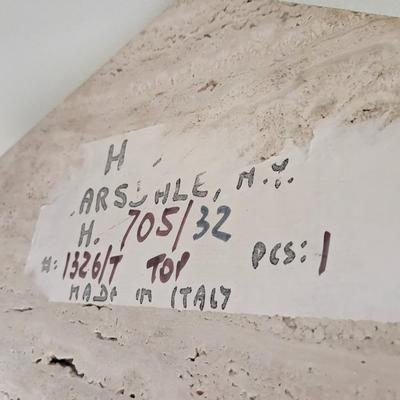 H
ARSDALE, N.Y.
H. 705/32
#: 1326/T TOP PCS: 1
MADE IN ITALY